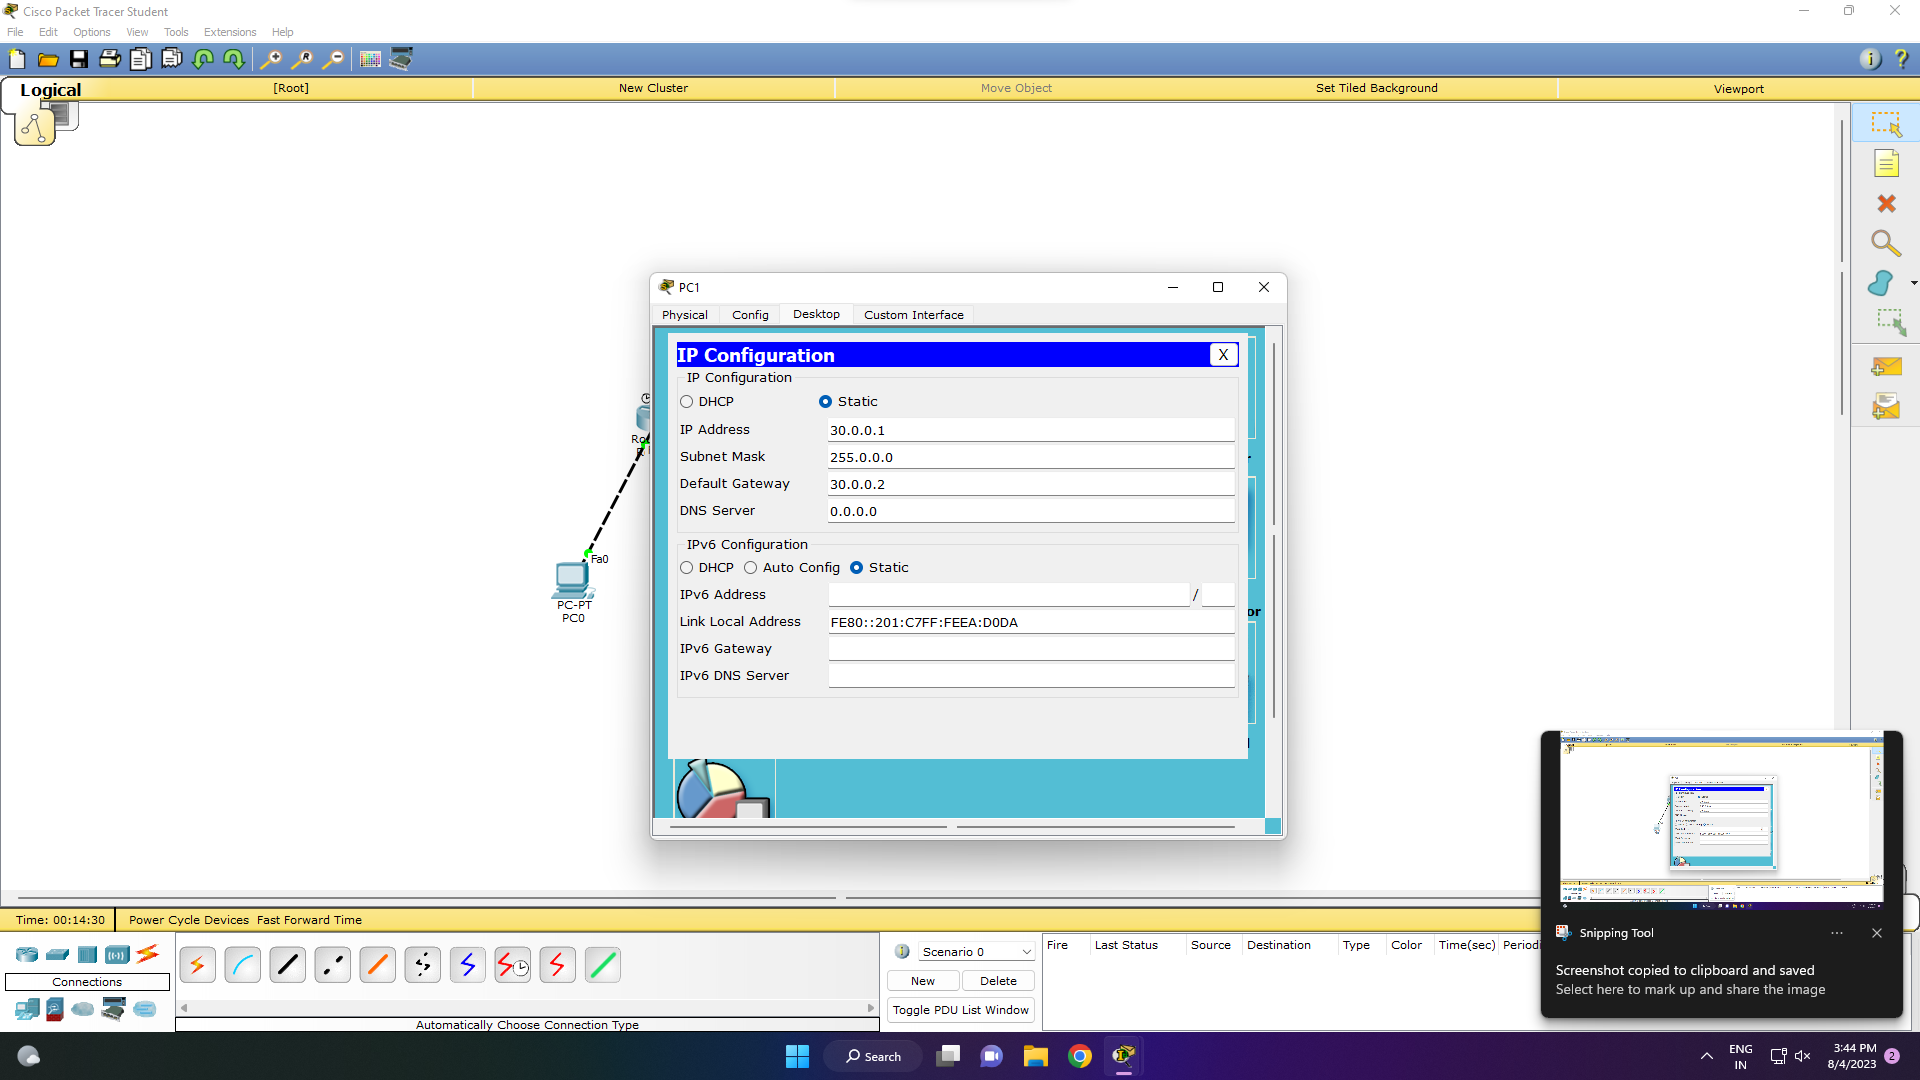 Cisco Packet Tracer Student
File Edit Options View Tools Extensions Help
Logical [Root] New Cluster Move Object Set Tiled Background Viewport
PC1
Physical Config Desktop Custom Interface
IP Configuration X
IP Configuration
DHCP Static
IP Address 30.0.0.1
Subnet Mask 255.0.0.0
Default Gateway 30.0.0.2
DNS Server 0.0.0.0
IPv6 Configuration
DHCP Auto Config Static
IPv6 Address /
Link Local Address FE80::201:C7FF:FEEA:D0DA
IPv6 Gateway
IPv6 DNS Server
or
Fa0
PC-PT
PC0
Time: 00:14:30 Power Cycle Devices Fast Forward Time
Connections
Automatically Choose Connection Type
Scenario 0
New Delete
Toggle PDU List Window
Fire Last Status Source Destination Type Color Time(sec) Periodi
Snipping Tool
Screenshot copied to clipboard and saved
Select here to mark up and share the image
Search
ENG
IN
3:44 PM
8/4/2023
2